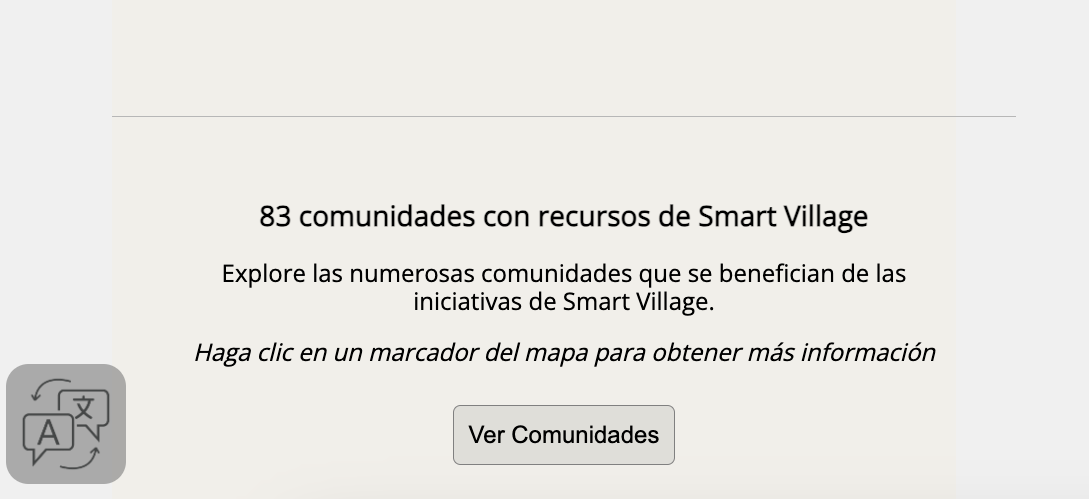 83 comunidades con recursos de Smart Village
Explore las numerosas comunidades que se benefician de las
iniciativas de Smart Village.
Haga clic en un marcador del mapa para obtener más información
文
A
Ver Comunidades